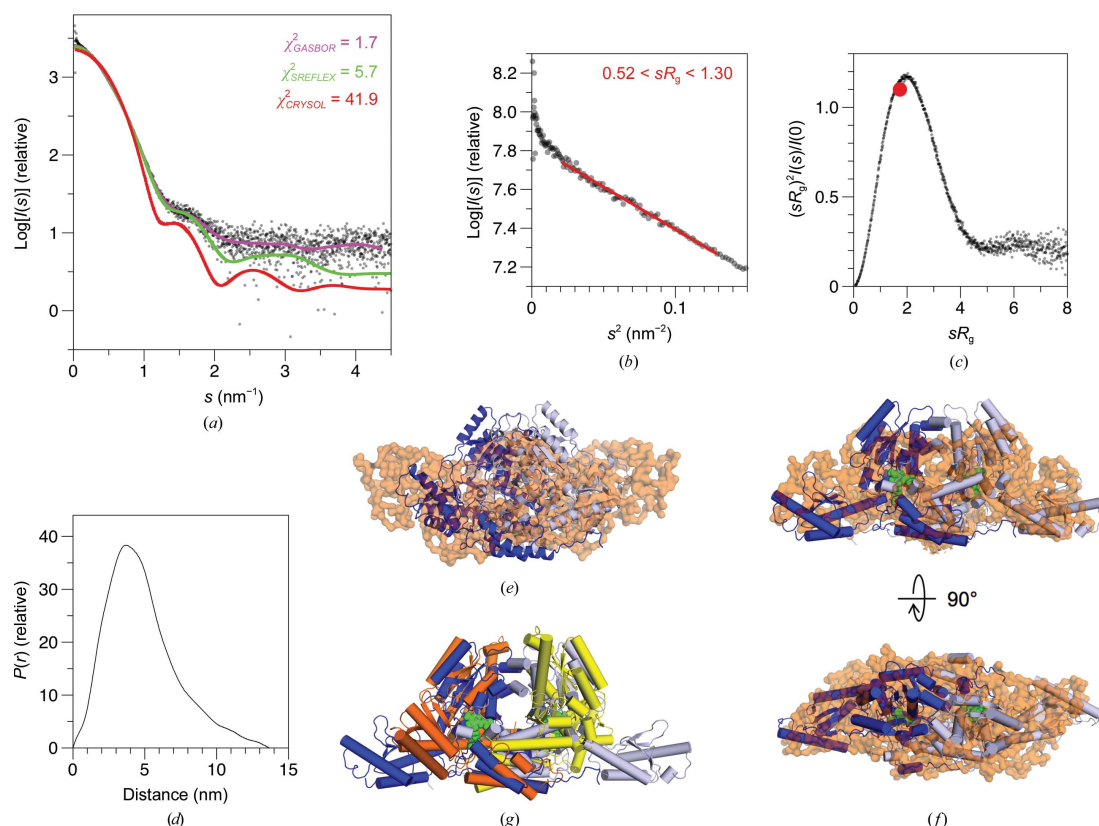 χ²GASBOR = 1.7
χ²SREFLEX = 5.7
χ²CRYSOL = 41.9
Log[I(s)] (relative)
3
2
1
0
0 1 2 3 4
s (nm⁻¹)
(a)
0.52 < sRg < 1.30
Log[I(s)] (relative)
8.2
8.0
7.8
7.6
7.4
7.2
0 0.1
s² (nm⁻²)
(b)
(sRg)²I(s)/I(0)
1.0
0.5
0
0 2 4 6 8
sRg
(c)
P(r) (relative)
40
30
20
10
0
0 5 10 15
Distance (nm)
(d)
(e)
90°
(g)
(f)